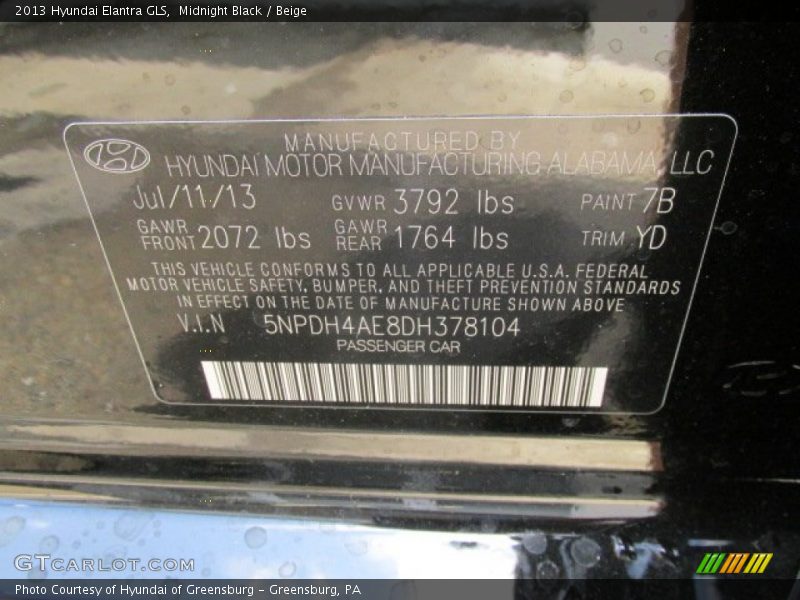 2013 Hyundai Elantra GLS, Midnight Black / Beige
MANUFACTURED BY
HYUNDAI MOTOR MANUFACTURING ALABAMA, LLC
Jul/11/13 GVWR 3792 lbs PAINT 7B
GAWR FRONT 2072 lbs GAWR REAR 1764 lbs TRIM YD
THIS VEHICLE CONFORMS TO ALL APPLICABLE U.S.A. FEDERAL
MOTOR VEHICLE SAFETY, BUMPER, AND THEFT PREVENTION STANDARDS
IN EFFECT ON THE DATE OF MANUFACTURE SHOWN ABOVE
V.I.N 5NPDH4AE8DH378104
PASSENGER CAR
GTCARLOT.COM
Photo Courtesy of Hyundai of Greensburg - Greensburg, PA